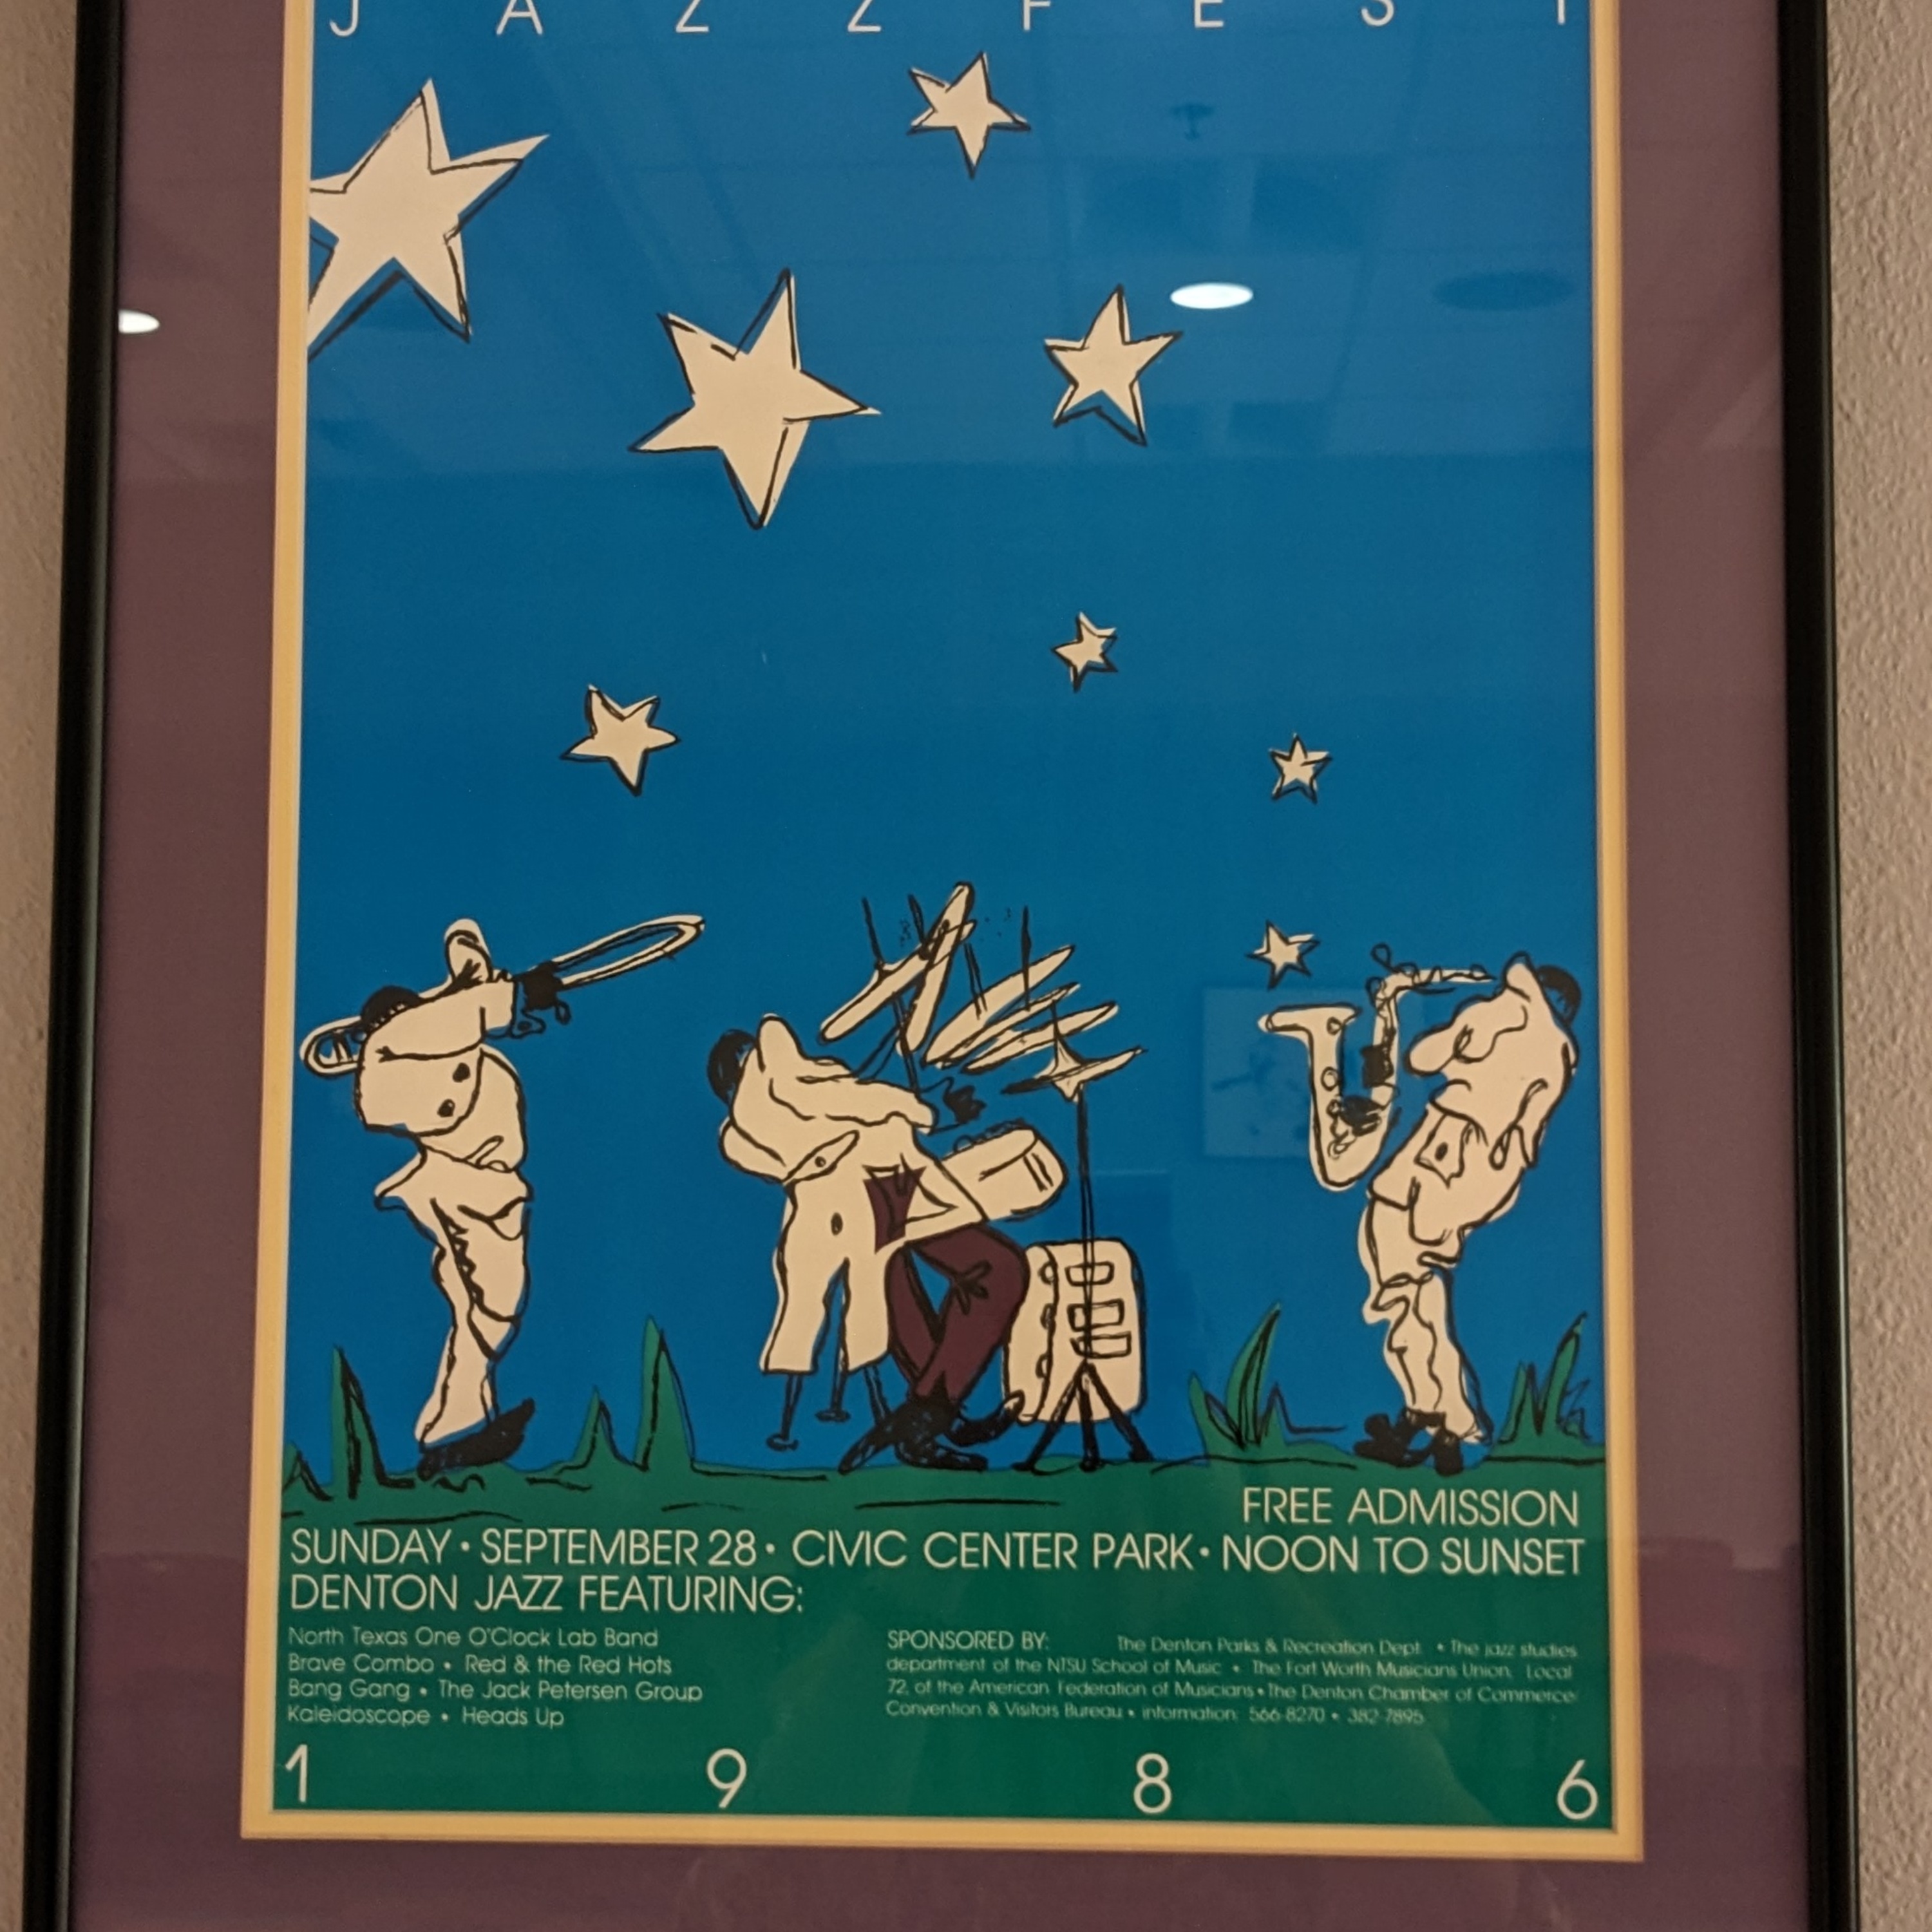 JAZZFEST
FREE ADMISSION
SUNDAY • SEPTEMBER 28 • CIVIC CENTER PARK • NOON TO SUNSET
DENTON JAZZ FEATURING:
North Texas One O'Clock Lab Band
Brave Combo • Red & the Red Hots
Bang Gang • The Jack Petersen Group
Kaleidoscope • Heads Up
SPONSORED BY: The Denton Parks & Recreation Dept. • The jazz studies
department of the NTSU School of Music • The Fort Worth Musicians Union, Local
72, of the American Federation of Musicians • The Denton Chamber of Commerce
Convention & Visitors Bureau • information: 566-8270 • 382-7895
1986